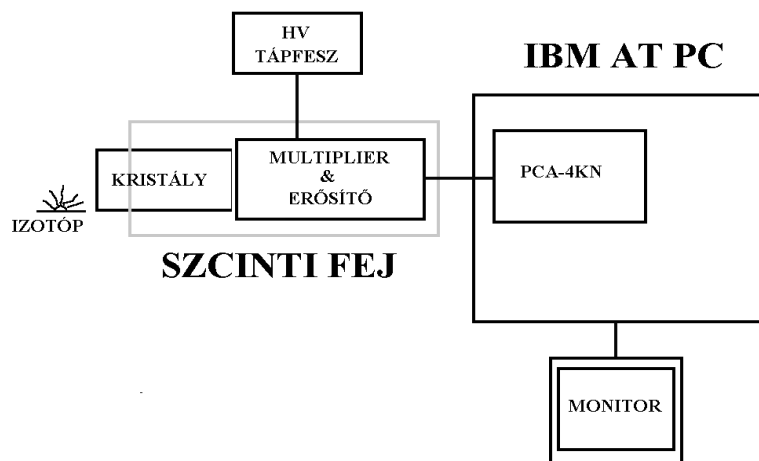 HV
TÁPFESZ
IBM AT PC
KRISTÁLY
MULTIPLIER
&
ERŐSÍTŐ
PCA-4KN
IZOTÓP
SZCINTI FEJ
MONITOR